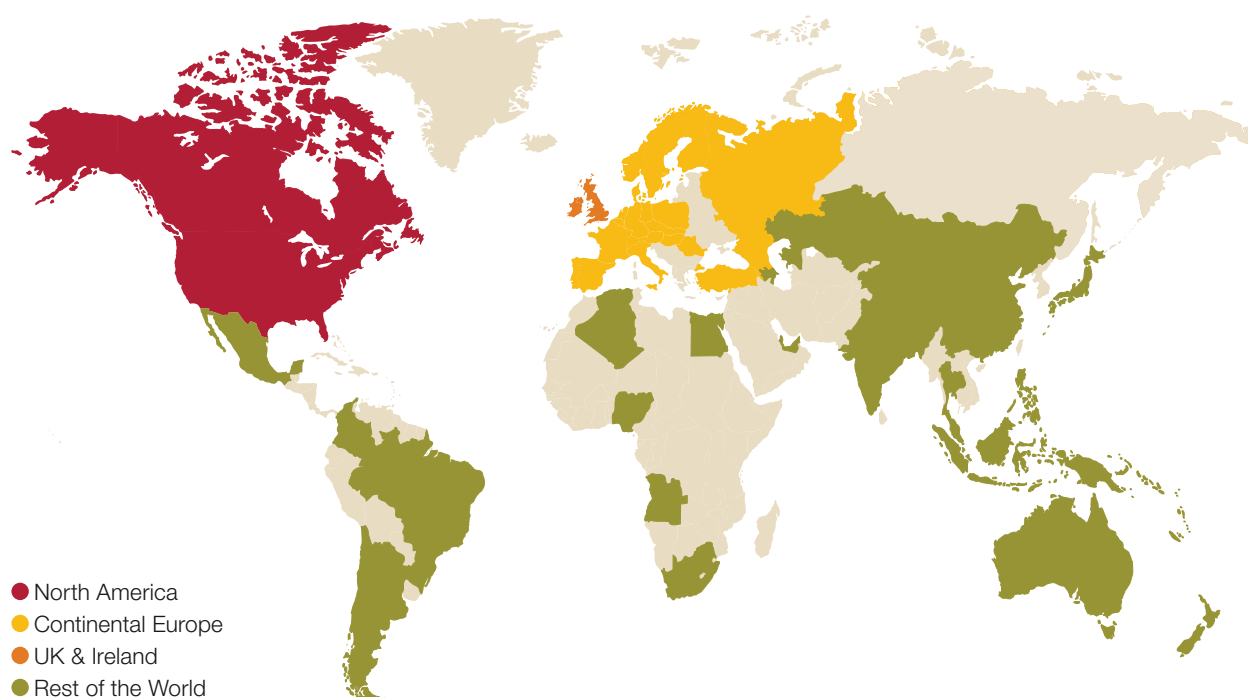 North America
Continental Europe
UK & Ireland
Rest of the World